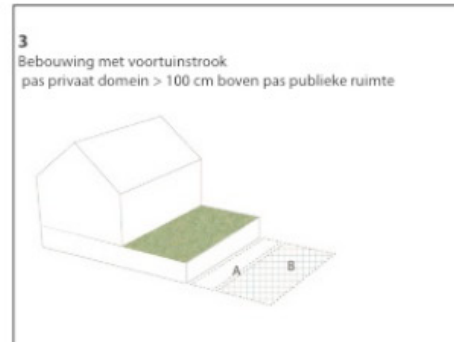 3
Bebouwing met voortuinstrook
pas privaat domein > 100 cm boven pas publieke ruimte
A
B